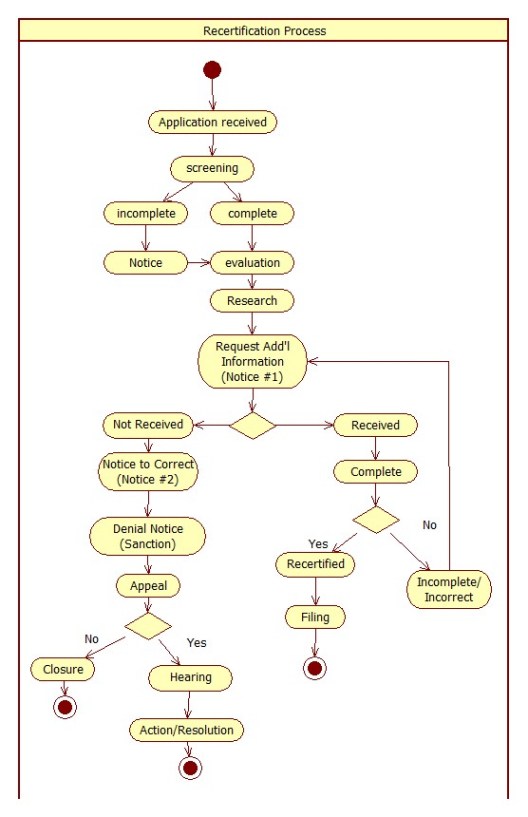 Recertification Process
Application received
screening
incomplete
complete
Notice
evaluation
Research
Request Add'l
Information
(Notice #1)
Not Received
Received
Notice to Correct
(Notice #2)
Complete
Denial Notice
(Sanction)
No
Yes
Recertified
Incomplete/
Incorrect
Appeal
Filing
No
Yes
Closure
Hearing
Action/Resolution